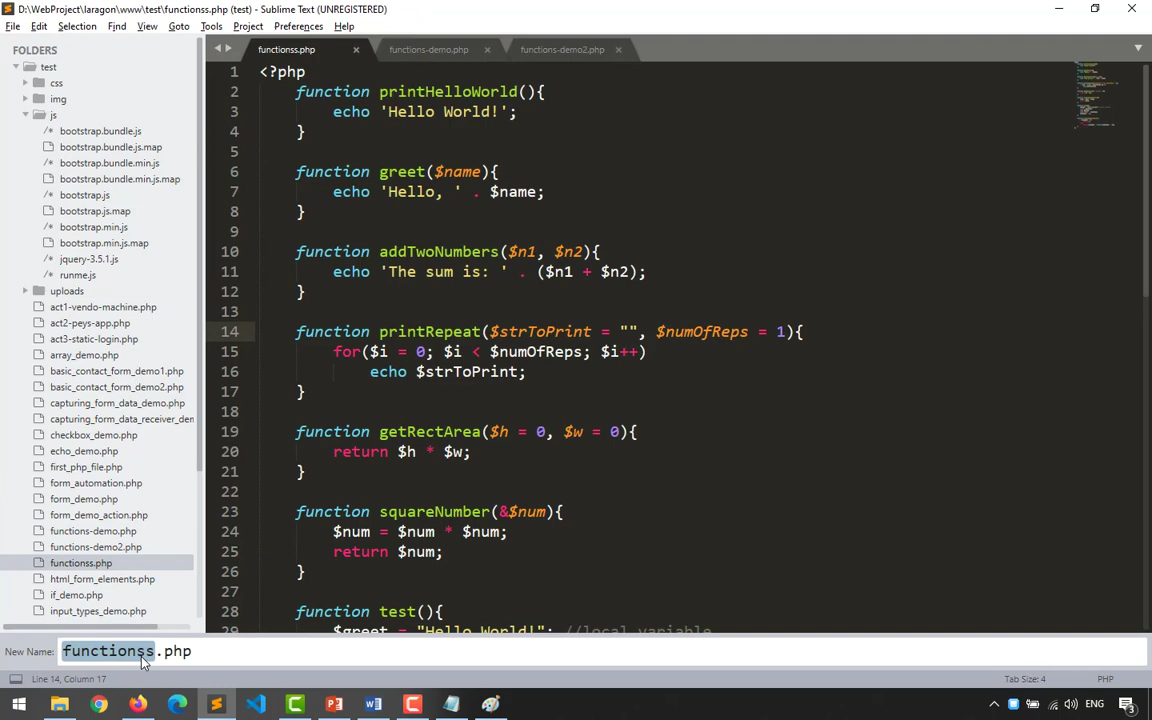 D:\WebProject\laragon\www\test\functionss.php (test) - Sublime Text (UNREGISTERED)
File Edit Selection Find View Goto Tools Project Preferences Help
FOLDERS
test
css
img
js
bootstrap.bundle.js
bootstrap.bundle.js.map
bootstrap.bundle.min.js
bootstrap.bundle.min.js.map
bootstrap.js
bootstrap.js.map
bootstrap.min.js
bootstrap.min.js.map
jquery-3.5.1.js
runme.js
uploads
act1-vendo-machine.php
act2-peys-app.php
act3-static-login.php
array_demo.php
basic_contact_form_demo1.php
basic_contact_form_demo2.php
capturing_form_data_demo.php
capturing_form_data_receiver_den
checkbox_demo.php
echo_demo.php
first_php_file.php
form_automation.php
form_demo.php
form_demo_action.php
functions-demo.php
functions-demo2.php
functionss.php
html_form_elements.php
if_demo.php
input_types_demo.php
functionss.php functions-demo.php functions-demo2.php
1 <?php
2 function printHelloWorld(){
3 echo 'Hello World!';
4 }
5
6 function greet($name){
7 echo 'Hello, ' . $name;
8 }
9
10 function addTwoNumbers($n1, $n2){
11 echo 'The sum is: ' . ($n1 + $n2);
12 }
13
14 function printRepeat($strToPrint = "", $numOfReps = 1){
15 for($i = 0; $i < $numOfReps; $i++)
16 echo $strToPrint;
17 }
18
19 function getRectArea($h = 0, $w = 0){
20 return $h * $w;
21 }
22
23 function squareNumber(&$num){
24 $num = $num * $num;
25 return $num;
26 }
27
28 function test(){
29 $greet = "Hello World!"; //local variable
New Name: functionss.php
Line 14, Column 17 Tab Size: 4 PHP
ENG 3